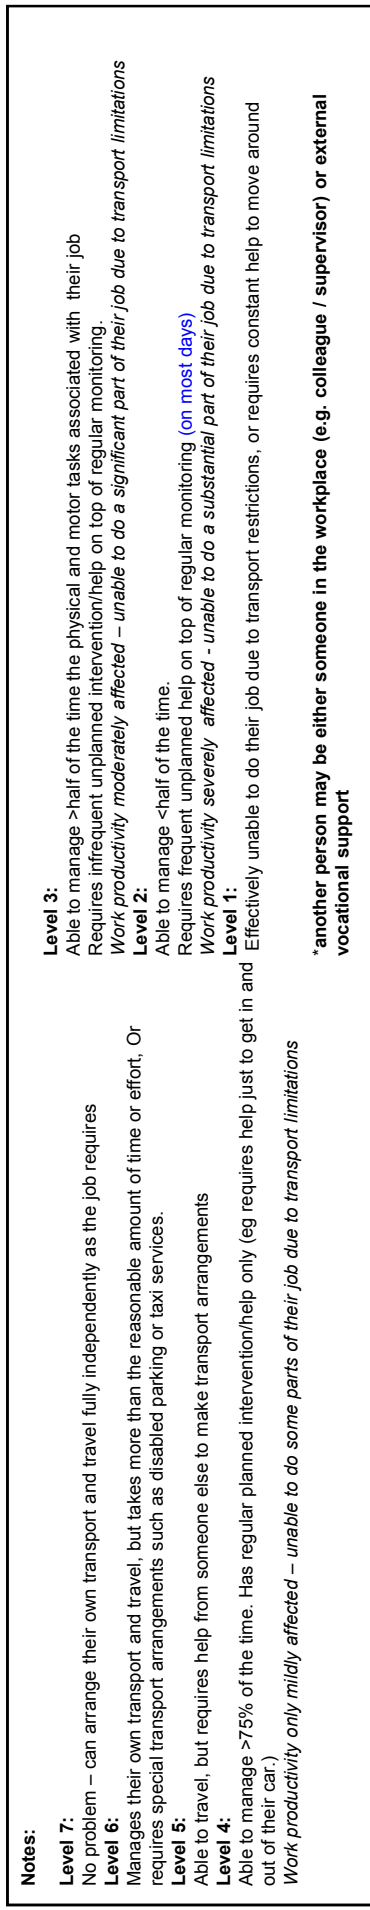 Notes:
Level 7:
No problem – can arrange their own transport and travel fully independently as the job requires
Level 6:
Manages their own transport and travel, but takes more than the reasonable amount of time or effort, Or
requires special transport arrangements such as disabled parking or taxi services.
Level 5:
Able to travel, but requires help from someone else to make transport arrangements
Level 4:
Able to manage >75% of the time. Has regular planned intervention/help only (eg requires help just to get in and
out of their car.)
Work productivity only mildly affected – unable to do some parts of their job due to transport limitations
Level 3:
Able to manage >half of the time the physical and motor tasks associated with their job
Requires infrequent unplanned intervention/help on top of regular monitoring.
Work productivity moderately affected – unable to do a significant part of their job due to transport limitations
Level 2:
Able to manage <half of the time.
Requires frequent unplanned help on top of regular monitoring (on most days)
Work productivity severely affected - unable to do a substantial part of their job due to transport limitations
Level 1:
Effectively unable to do their job due to transport restrictions, or requires constant help to move around
*another person may be either someone in the workplace (e.g. colleague / supervisor) or external
vocational support